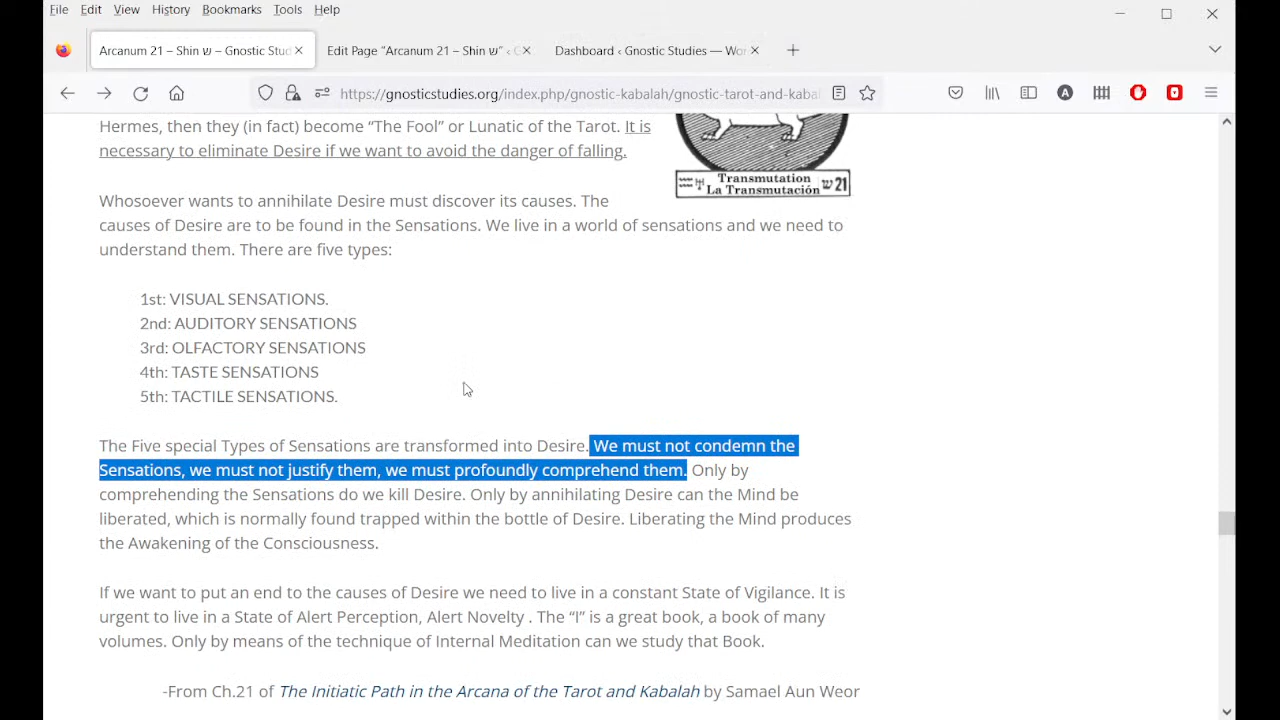 File Edit View History Bookmarks Tools Help
Arcanum 21 – Shin ש – Gnostic Stud
Edit Page “Arcanum 21 – Shin ש” ‹ G
Dashboard ‹ Gnostic Studies — Wor
https://gnosticstudies.org/index.php/gnostic-kabalah/gnostic-tarot-and-kaba
Hermes, then they (in fact) become “The Fool” or Lunatic of the Tarot. It is
necessary to eliminate Desire if we want to avoid the danger of falling.
Transmutation
La Transmutación ש 21
Whosoever wants to annihilate Desire must discover its causes. The
causes of Desire are to be found in the Sensations. We live in a world of sensations and we need to
understand them. There are five types:
1st: VISUAL SENSATIONS.
2nd: AUDITORY SENSATIONS
3rd: OLFACTORY SENSATIONS
4th: TASTE SENSATIONS
5th: TACTILE SENSATIONS.
The Five special Types of Sensations are transformed into Desire. We must not condemn the
Sensations, we must not justify them, we must profoundly comprehend them. Only by
comprehending the Sensations do we kill Desire. Only by annihilating Desire can the Mind be
liberated, which is normally found trapped within the bottle of Desire. Liberating the Mind produces
the Awakening of the Consciousness.
If we want to put an end to the causes of Desire we need to live in a constant State of Vigilance. It is
urgent to live in a State of Alert Perception, Alert Novelty . The “I” is a great book, a book of many
volumes. Only by means of the technique of Internal Meditation can we study that Book.
-From Ch.21 of The Initiatic Path in the Arcana of the Tarot and Kabalah by Samael Aun Weor